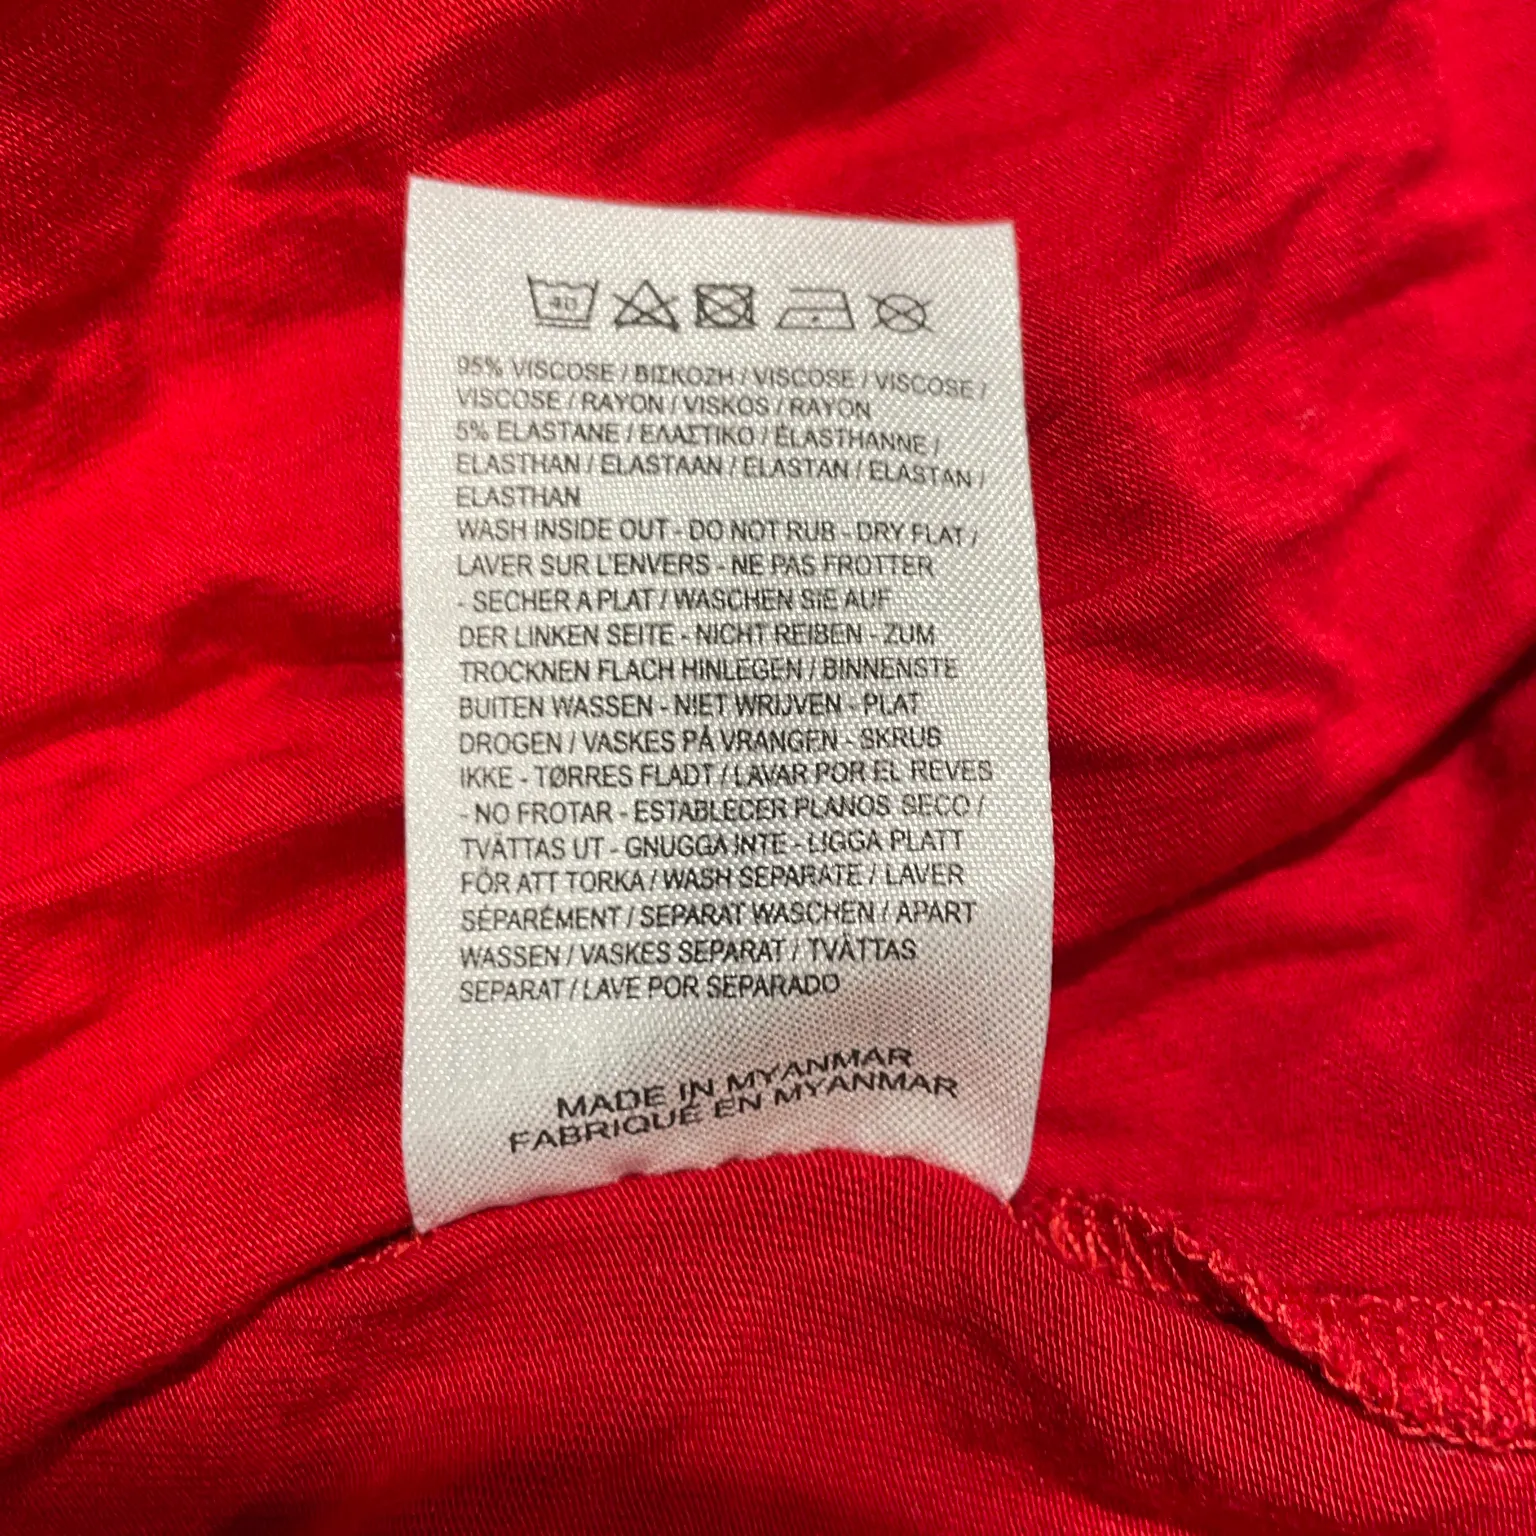 40
95% VISCOSE / ΒΙΣΚΟΖΗ / VISCOSE / VISCOSE /
VISCOSE / RAYON / VISKOS / RAYON
5% ELASTANE / ΕΛΑΣΤΙΚΟ / ÉLASTHANNE /
ELASTHAN / ELASTAAN / ELASTAN / ELASTAN /
ELASTHAN
WASH INSIDE OUT - DO NOT RUB - DRY FLAT /
LAVER SUR L'ENVERS - NE PAS FROTTER
- SECHER A PLAT / WASCHEN SIE AUF
DER LINKEN SEITE - NICHT REIBEN - ZUM
TROCKNEN FLACH HINLEGEN / BINNENSTE
BUITEN WASSEN - NIET WRIJVEN - PLAT
DROGEN / VASKES PÅ VRANGEN - SKRUB
IKKE - TØRRES FLADT / LAVAR POR EL REVES
- NO FROTAR - ESTABLECER PLANOS SECO /
TVÄTTAS UT - GNUGGA INTE - LIGGA PLATT
FÖR ATT TORKA / WASH SEPARATE / LAVER
SÉPARÉMENT / SEPARAT WASCHEN / APART
WASSEN / VASKES SEPARAT / TVÄTTAS
SEPARAT / LAVE POR SEPARADO
MADE IN MYANMAR
FABRIQUÉ EN MYANMAR